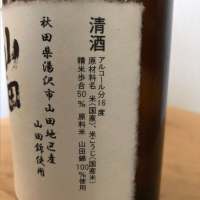 清酒
アルコール分16度
原材料名 米(国産)、米こうじ(国産米)
精米歩合50% 原料米 山田錦100%使用
秋田県湯沢市山田地区産
山田錦使用
山田